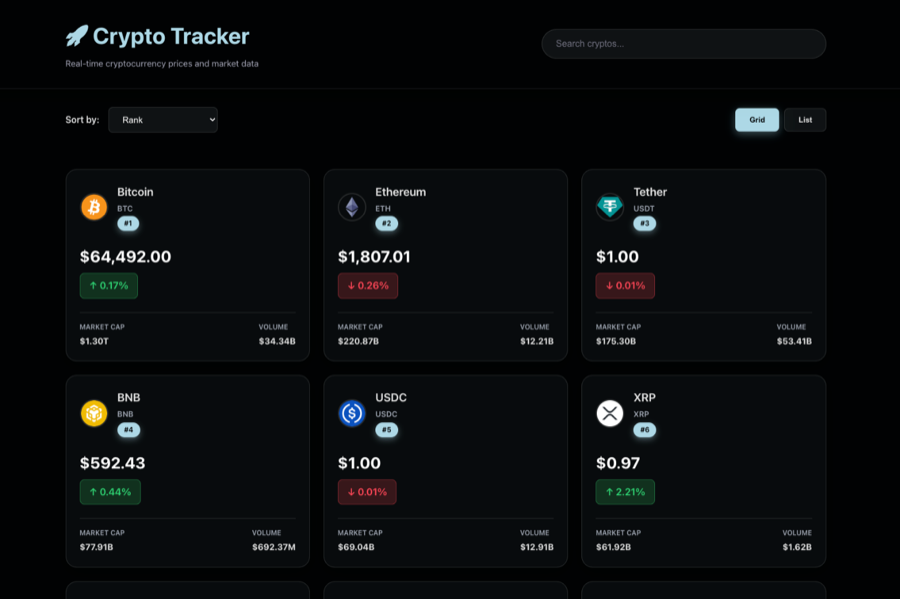 Crypto Tracker
Real-time cryptocurrency prices and market data
Search cryptos...
Sort by: Rank
Grid List
Bitcoin
BTC
#1
$64,492.00
↑ 0.17%
MARKET CAP VOLUME
$1.30T $34.34B
Ethereum
ETH
#2
$1,807.01
↓ 0.26%
MARKET CAP VOLUME
$220.87B $12.21B
Tether
USDT
#3
$1.00
↓ 0.01%
MARKET CAP VOLUME
$175.30B $53.41B
BNB
BNB
#4
$592.43
↑ 0.44%
MARKET CAP VOLUME
$77.91B $692.37M
USDC
USDC
#5
$1.00
↓ 0.01%
MARKET CAP VOLUME
$69.04B $12.91B
XRP
XRP
#6
$0.97
↑ 2.21%
MARKET CAP VOLUME
$61.92B $1.62B